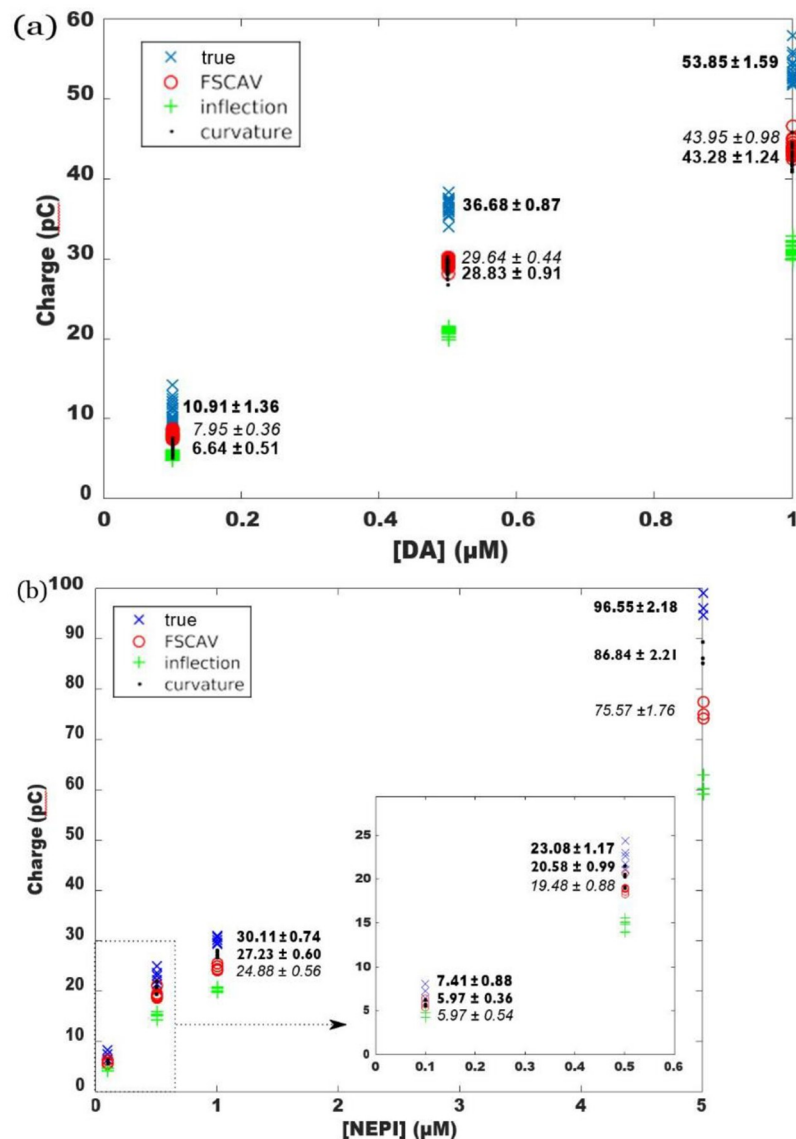 (a)
60
50
40
30
20
10
0
Charge (pC)
× true
○ FSCAV
+ inflection
• curvature
53.85 ± 1.59
43.95 ± 0.98
43.28 ± 1.24
36.68 ± 0.87
29.64 ± 0.44
28.83 ± 0.91
10.91 ± 1.36
7.95 ± 0.36
6.64 ± 0.51
0 0.2 0.4 0.6 0.8 1
[DA] (µM)
(b)
100
90
80
70
60
50
40
30
20
10
0
Charge (pC)
× true
○ FSCAV
+ inflection
• curvature
96.55 ± 2.18
86.84 ± 2.21
75.57 ± 1.76
30.11 ± 0.74
27.23 ± 0.60
24.88 ± 0.56
25
20
15
10
5
0
23.08 ± 1.17
20.58 ± 0.99
19.48 ± 0.88
7.41 ± 0.88
5.97 ± 0.36
5.97 ± 0.54
0 0.1 0.2 0.3 0.4 0.5 0.6
0 1 2 3 4 5
[NEPI] (µM)